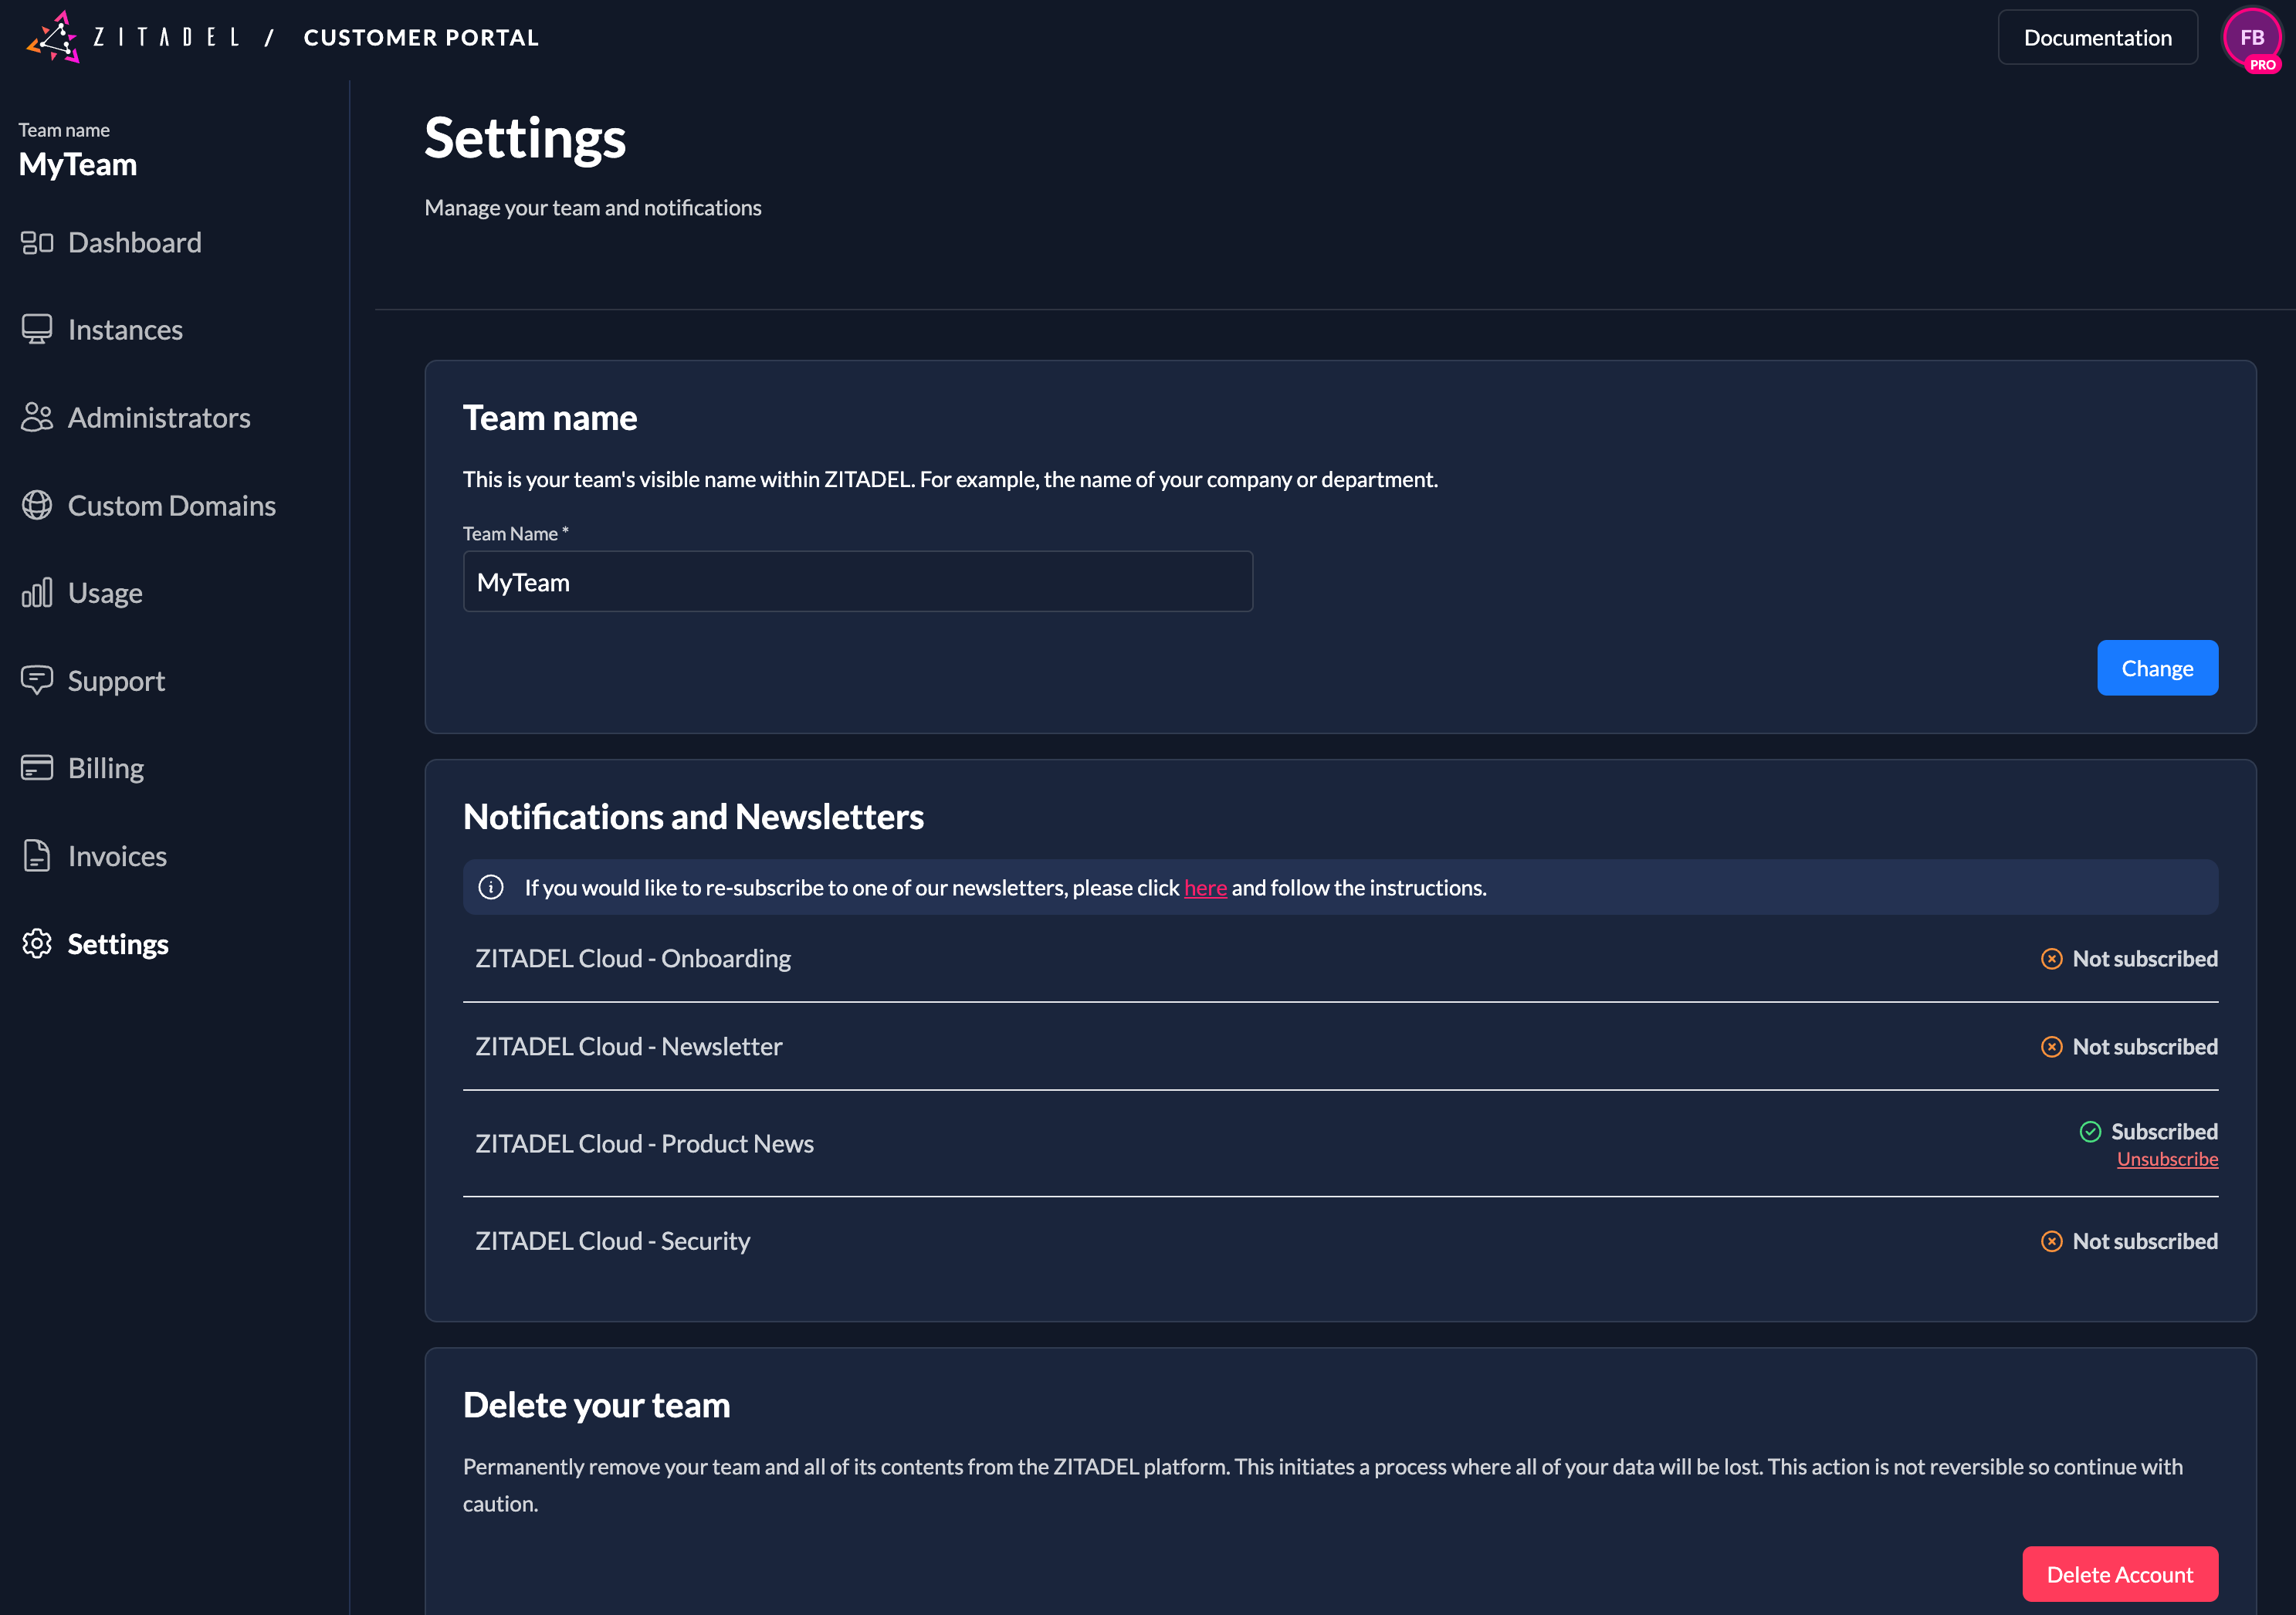 ZITADEL / CUSTOMER PORTAL
Documentation
FB
PRO
Team name
MyTeam
Dashboard
Instances
Administrators
Custom Domains
Usage
Support
Billing
Invoices
Settings
Settings
Manage your team and notifications
Team name
This is your team's visible name within ZITADEL. For example, the name of your company or department.
Team Name *
MyTeam
Change
Notifications and Newsletters
If you would like to re-subscribe to one of our newsletters, please click here and follow the instructions.
ZITADEL Cloud - Onboarding
Not subscribed
ZITADEL Cloud - Newsletter
Not subscribed
ZITADEL Cloud - Product News
Subscribed
Unsubscribe
ZITADEL Cloud - Security
Not subscribed
Delete your team
Permanently remove your team and all of its contents from the ZITADEL platform. This initiates a process where all of your data will be lost. This action is not reversible so continue with
caution.
Delete Account